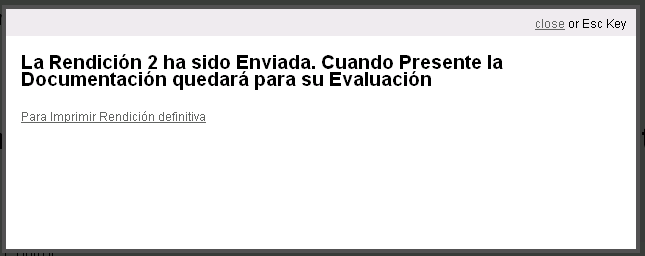 close or Esc Key
La Rendición 2 ha sido Enviada. Cuando Presente la
Documentación quedará para su Evaluación
Para Imprimir Rendición definitiva